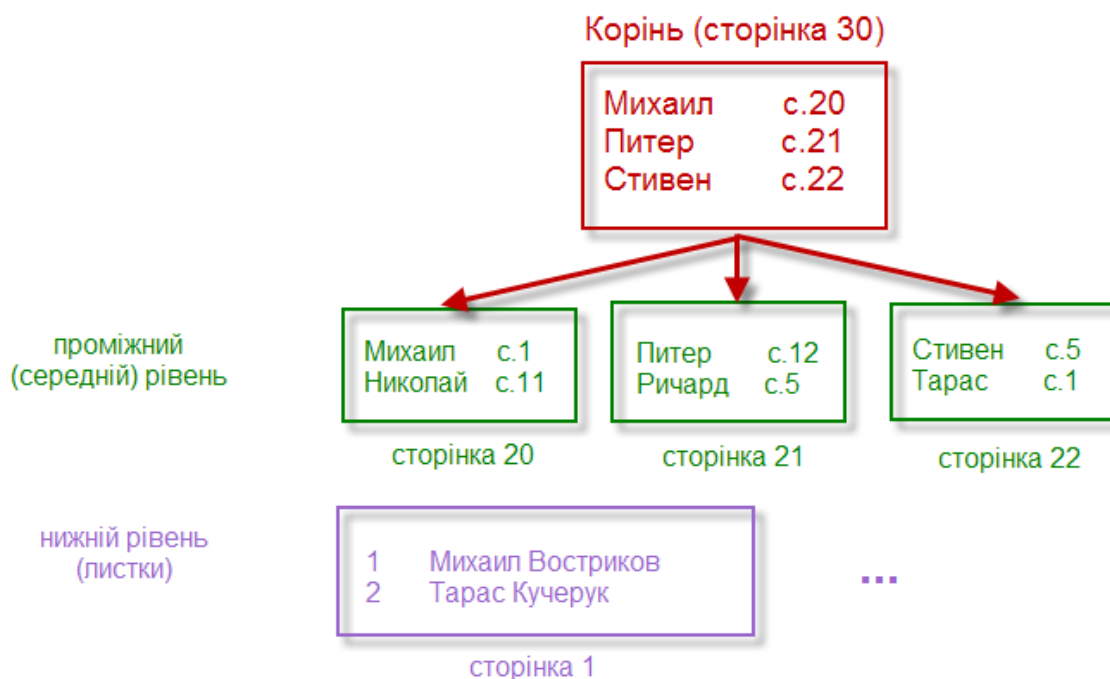 Корінь (сторінка 30)
Михаил с.20
Питер с.21
Стивен с.22
проміжний
(середній) рівень
Михаил с.1
Николай с.11
сторінка 20
Питер с.12
Ричард с.5
сторінка 21
Стивен с.5
Тарас с.1
сторінка 22
нижній рівень
(листки)
1 Михаил Востриков
2 Тарас Кучерук
сторінка 1
...